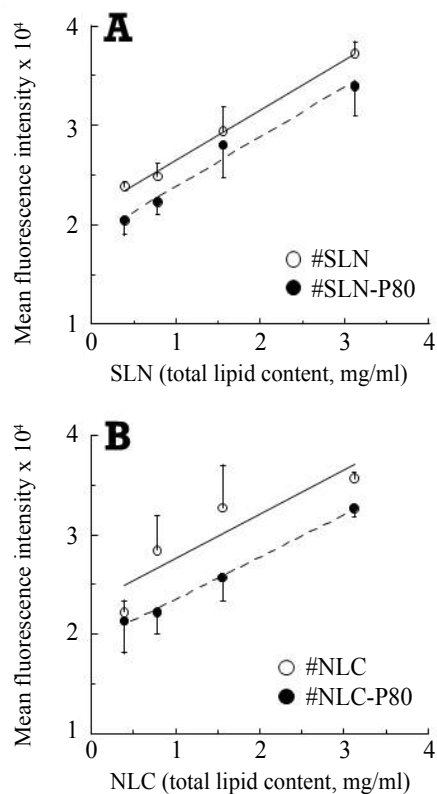 A
Mean fluorescence intensity x 10⁴
4
3
2
1
#SLN
#SLN-P80
0 1 2 3 4
SLN (total lipid content, mg/ml)
B
Mean fluorescence intensity x 10⁴
4
3
2
1
#NLC
#NLC-P80
0 1 2 3 4
NLC (total lipid content, mg/ml)